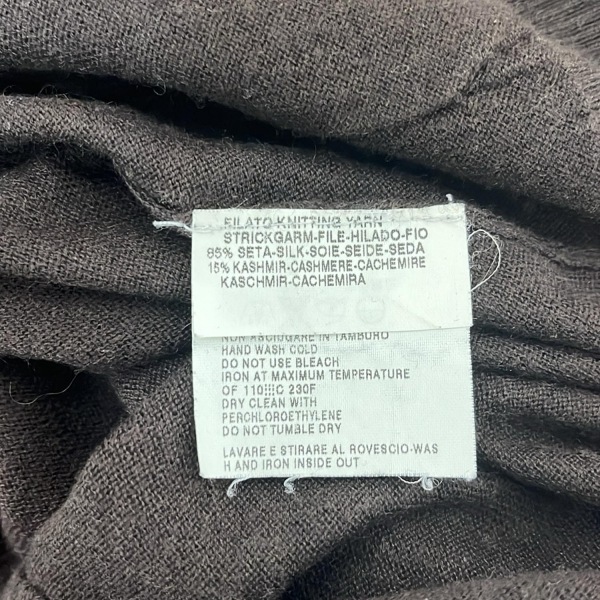 FILATO KNITTING YARN
STRICKGARM-FILE-HILADO-FIO
85% SETA-SILK-SOIE-SEIDE-SEDA
15% KASHMIR-CASHMERE-CACHEMIRE
KASCHMIR-CACHEMIRA
NON ASCIUGARE IN TAMBURO
HAND WASH COLD
DO NOT USE BLEACH
IRON AT MAXIMUM TEMPERATURE
OF 110░C 230F
DRY CLEAN WITH
PERCHLOROETHYLENE
DO NOT TUMBLE DRY
LAVARE E STIRARE AL ROVESCIO-WAS
H AND IRON INSIDE OUT